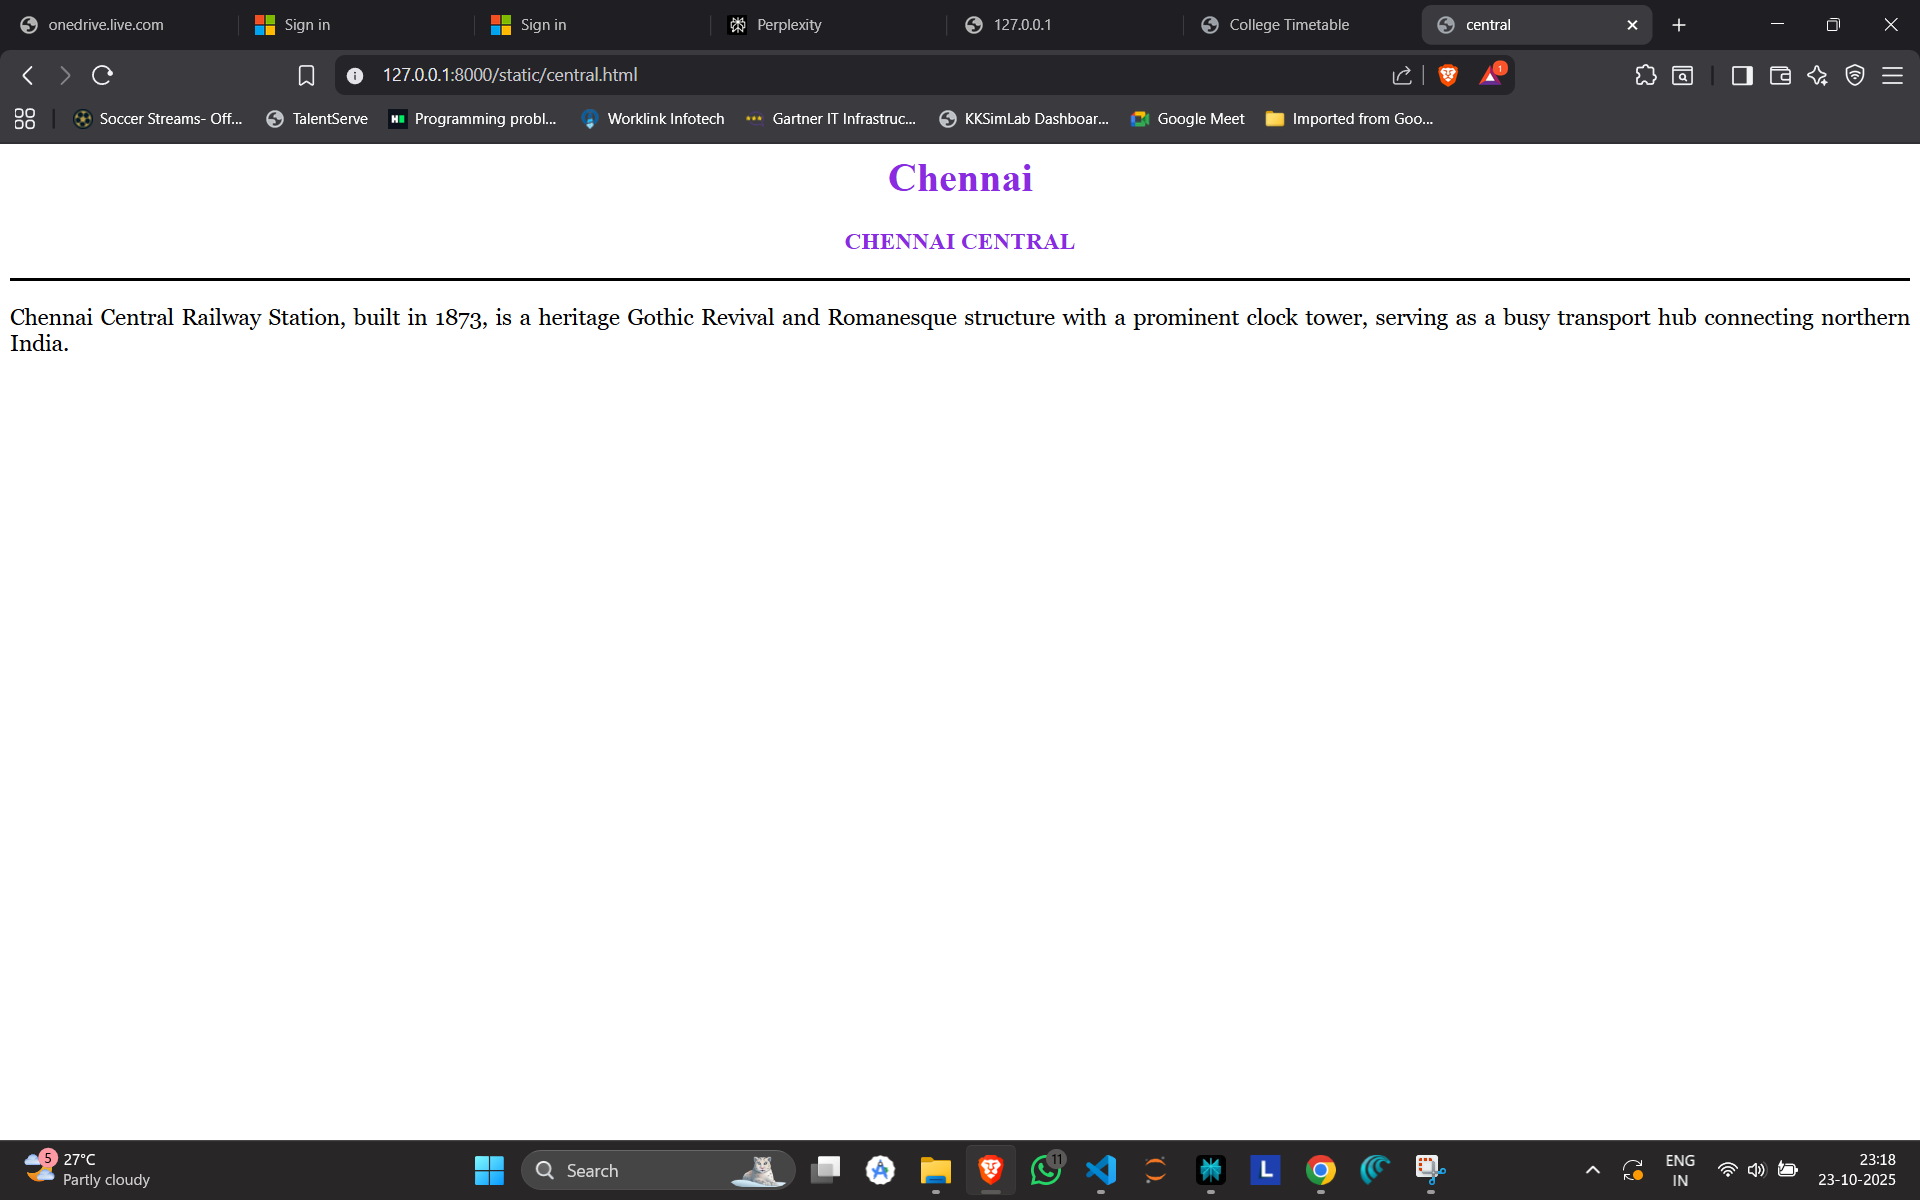 onedrive.live.com
Sign in
Sign in
Perplexity
127.0.0.1
College Timetable
central
127.0.0.1:8000/static/central.html
1
Soccer Streams- Off...
TalentServe
Programming probl...
Worklink Infotech
Gartner IT Infrastruc...
KKSimLab Dashboar...
Google Meet
Imported from Goo...
Chennai
CHENNAI CENTRAL
Chennai Central Railway Station, built in 1873, is a heritage Gothic Revival and Romanesque structure with a prominent clock tower, serving as a busy transport hub connecting northern
India.
5
27°C
Partly cloudy
Search
11
L
ENG
IN
23:18
23-10-2025